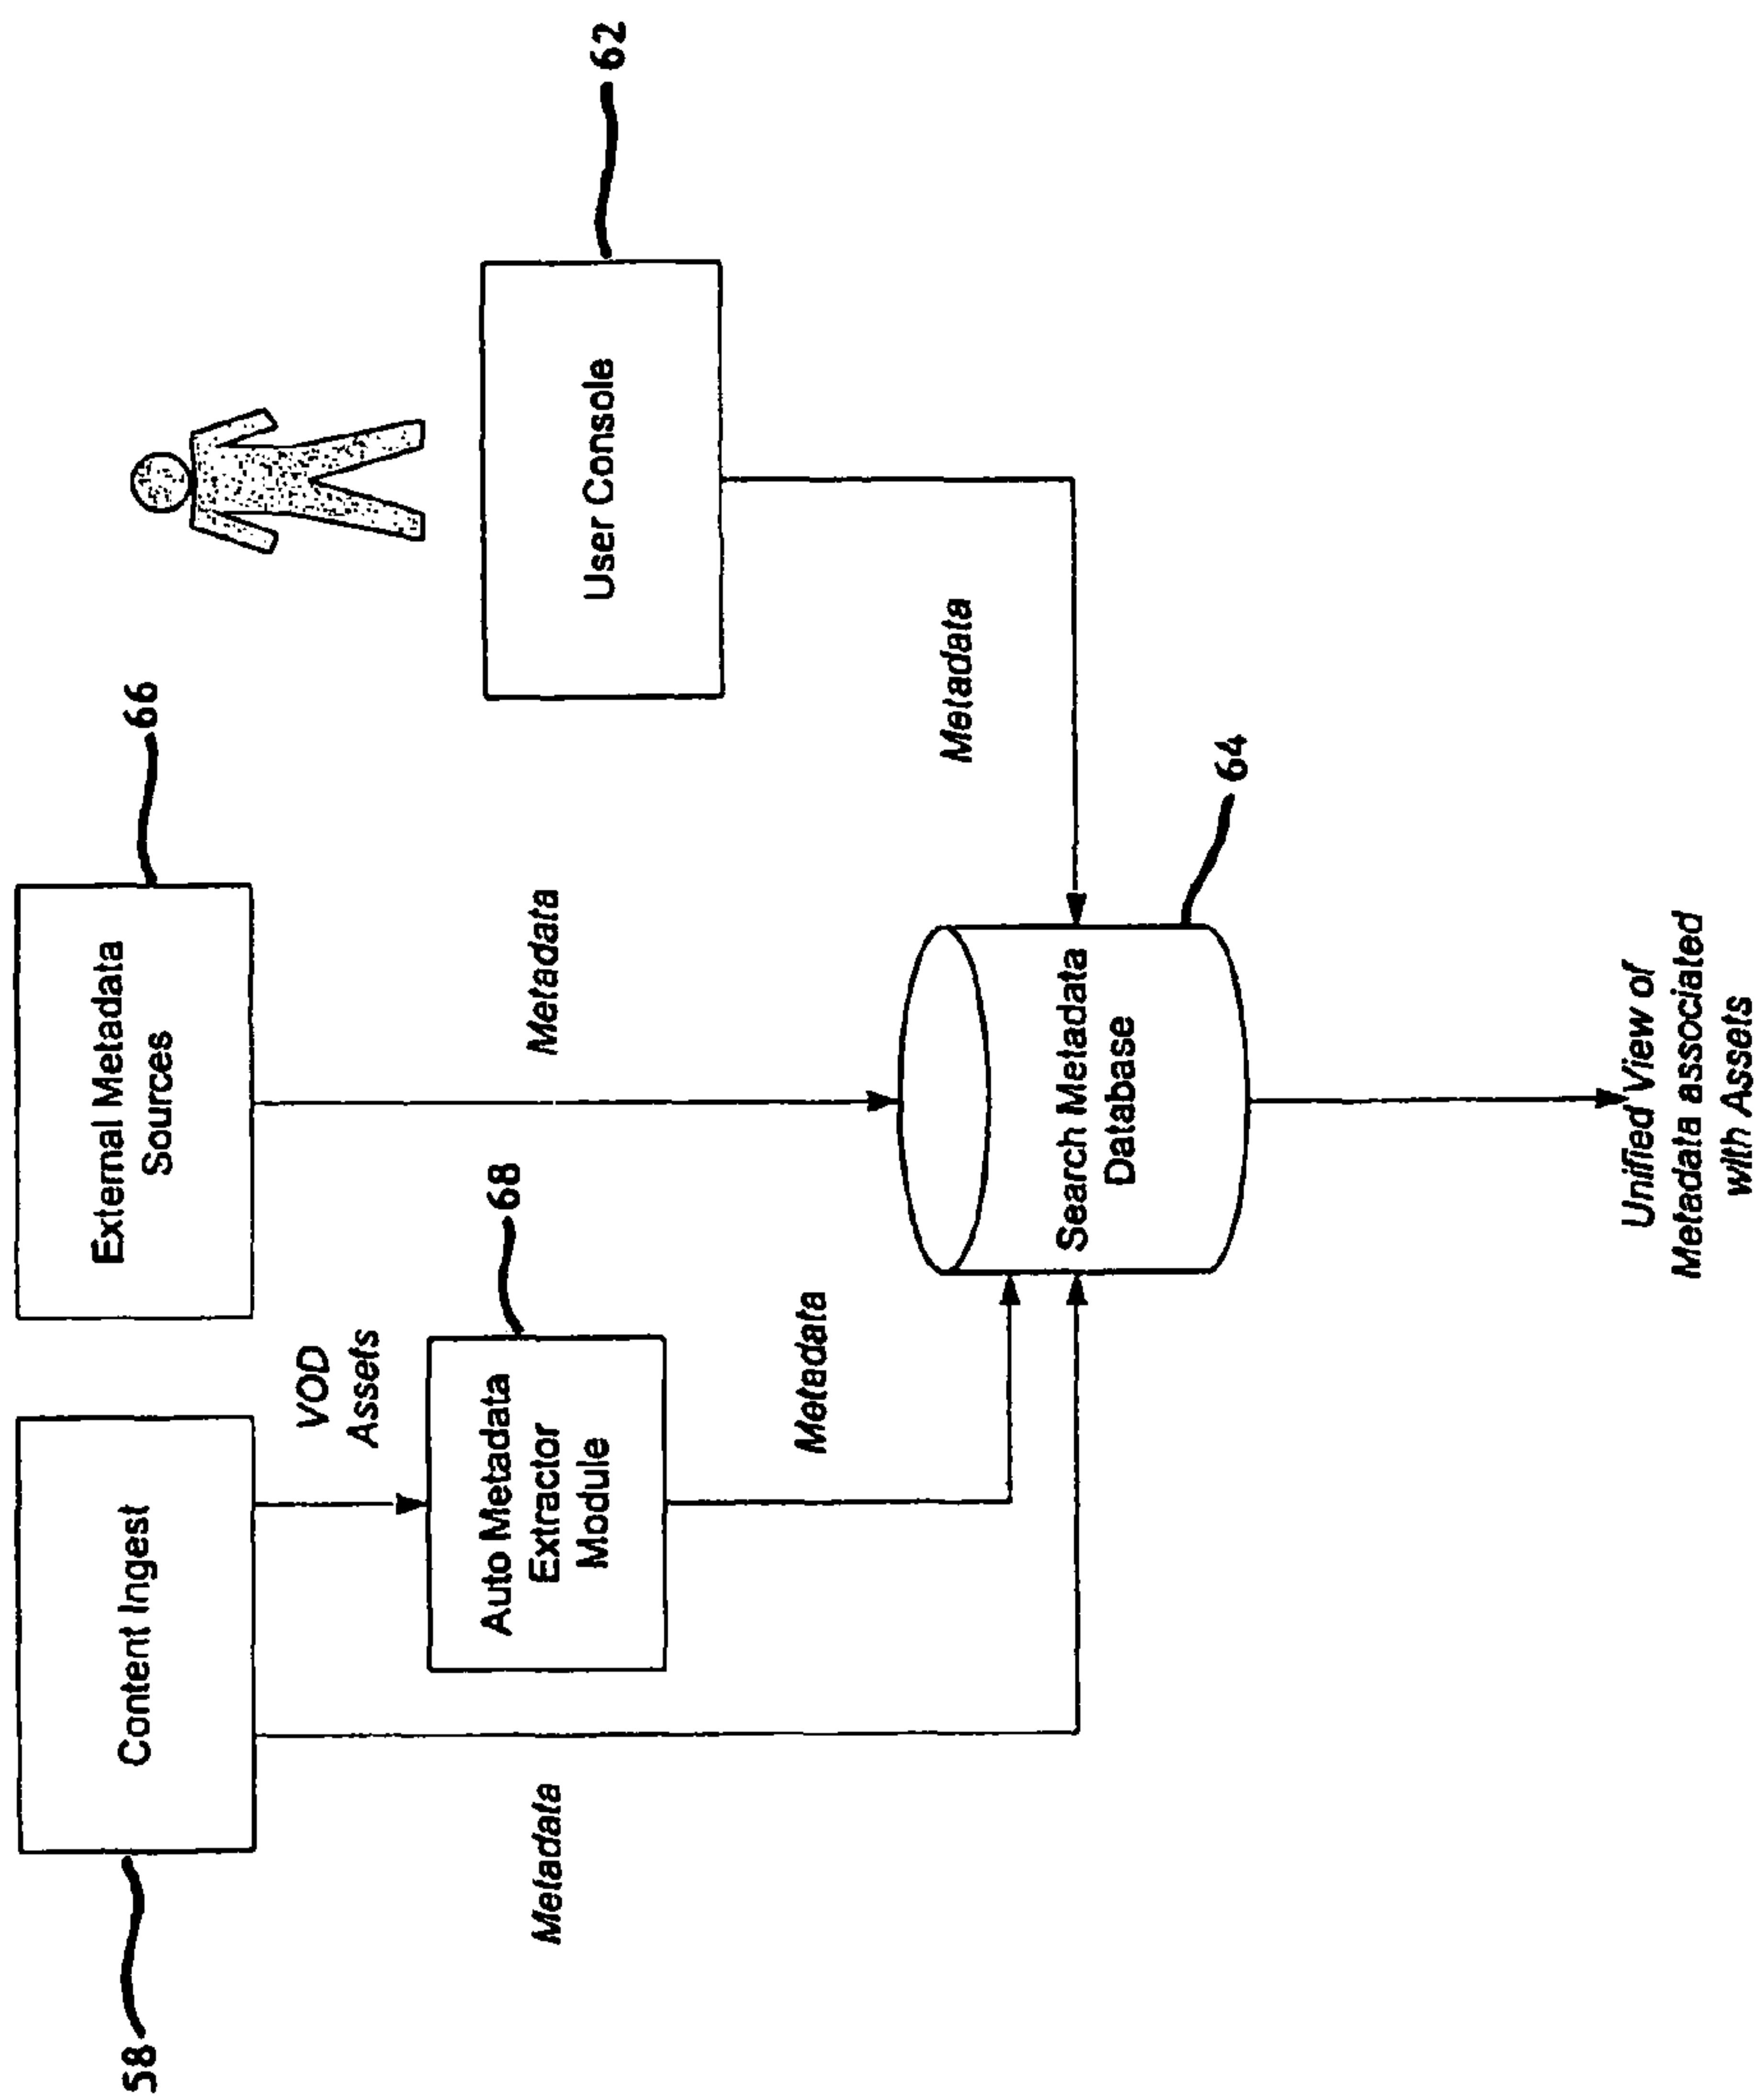 58
Content Ingest
VOD
Assets
Auto Metadata
Extractor
Module
68
Metadata
Metadata
External Metadata
Sources
66
Metadata
User Console
62
Metadata
Search Metadata
Database
64
Unified View of
Metadata associated
with Assets